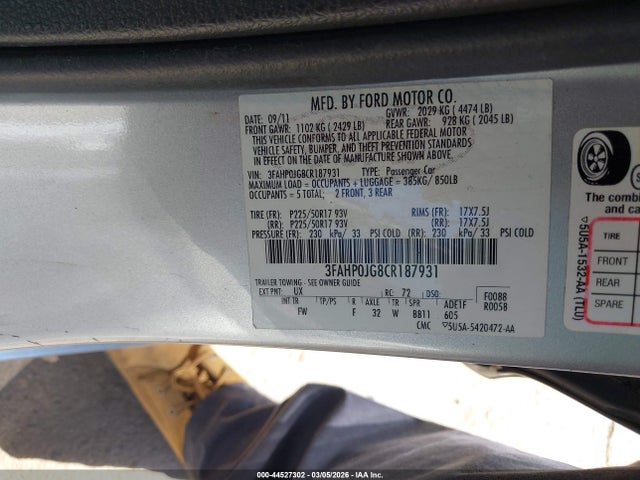 MFD. BY FORD MOTOR CO.
DATE: 09/11 GVWR: 2029 KG ( 4474 LB)
FRONT GAWR: 1102 KG ( 2429 LB) REAR GAWR: 928 KG ( 2045 LB)
THIS VEHICLE CONFORMS TO ALL APPLICABLE FEDERAL MOTOR
VEHICLE SAFETY, BUMPER, AND THEFT PREVENTION STANDARDS IN
EFFECT ON THE DATE OF MANUFACTURE SHOWN ABOVE.
VIN: 3FAHP0JG8CR187931 TYPE: Passenger Car
MAXIMUM LOAD = OCCUPANTS + LUGGAGE = 385KG/ 850LB
OCCUPANTS = 5 TOTAL: 2 FRONT, 3 REAR
TIRE (FR): P225/50R17 93V RIMS (FR): 17X7.5J
(RR): P225/50R17 93V (RR): 17X7.5J
PRESSURE (FR): 230 kPa/ 33 PSI COLD (RR): 230 kPa/ 33 PSI COLD
3FAHP0JG8CR187931
TRAILER TOWING - SEE OWNER GUIDE
EXT PNT: UX RC: 72 DSO: F0088
R0058
INT TR TP/PS R AXLE TR SPR ADE1F
FW F 32 W BB11 605
CMC ▽5U5A-5420472-AA
▽5U5A-1532-AA (TLU)
The combin
and ca
TIRE
FRONT
REAR
SPARE
000-44527302 — 03/05/2026 — IAAI.COM